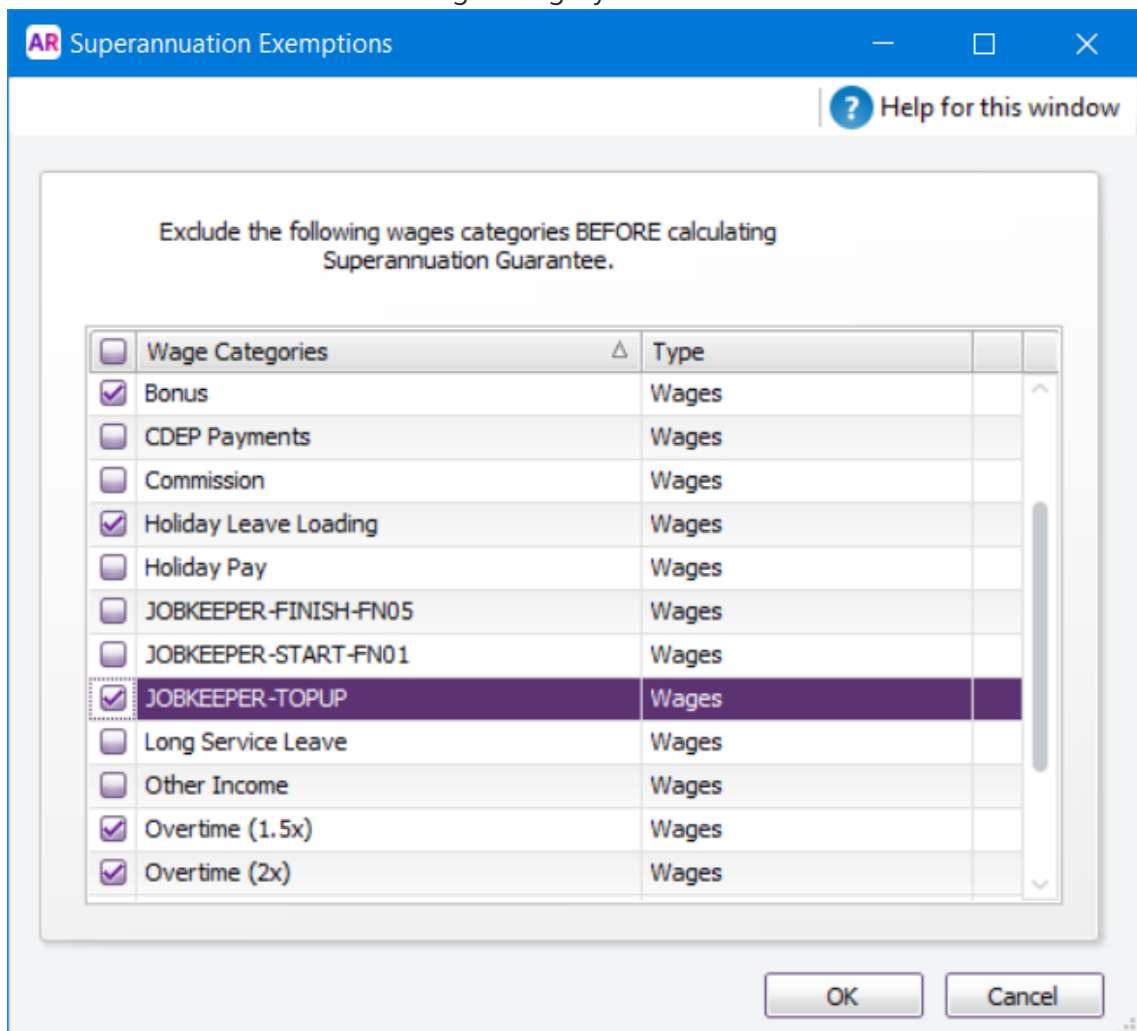 AR Superannuation Exemptions
? Help for this window
Exclude the following wages categories BEFORE calculating
Superannuation Guarantee.
Wage Categories Type
Bonus Wages
CDEP Payments Wages
Commission Wages
Holiday Leave Loading Wages
Holiday Pay Wages
JOBKEEPER-FINISH-FN05 Wages
JOBKEEPER-START-FN01 Wages
JOBKEEPER-TOPUP Wages
Long Service Leave Wages
Other Income Wages
Overtime (1.5x) Wages
Overtime (2x) Wages
OK Cancel